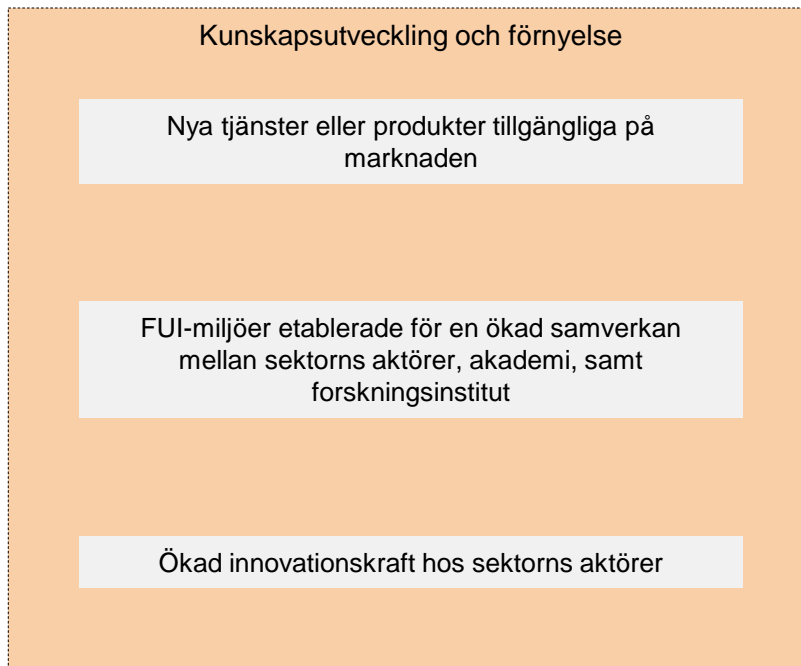 Kunskapsutveckling och förnyelse
Nya tjänster eller produkter tillgängliga på
marknaden
FUI-miljöer etablerade för en ökad samverkan
mellan sektorns aktörer, akademi, samt
forskningsinstitut
Ökad innovationskraft hos sektorns aktörer